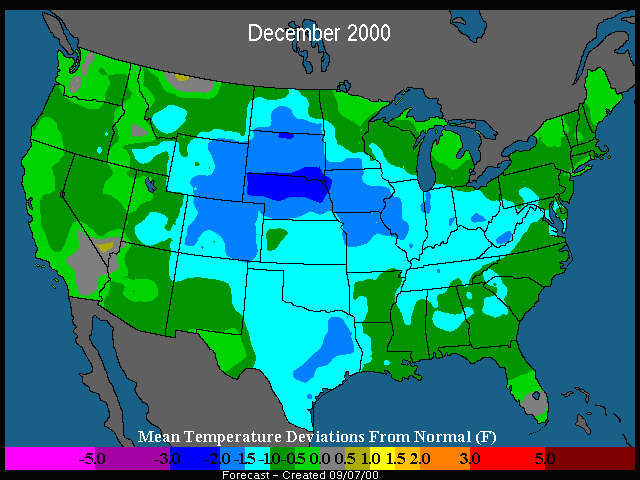 December 2000
Mean Temperature Deviations From Normal (F)
-5.0 -3.0 -2.0 -1.5 -1.0 -0.5 0.0 0.5 1.0 1.5 2.0 3.0 5.0
Forecast - Created 09/07/00